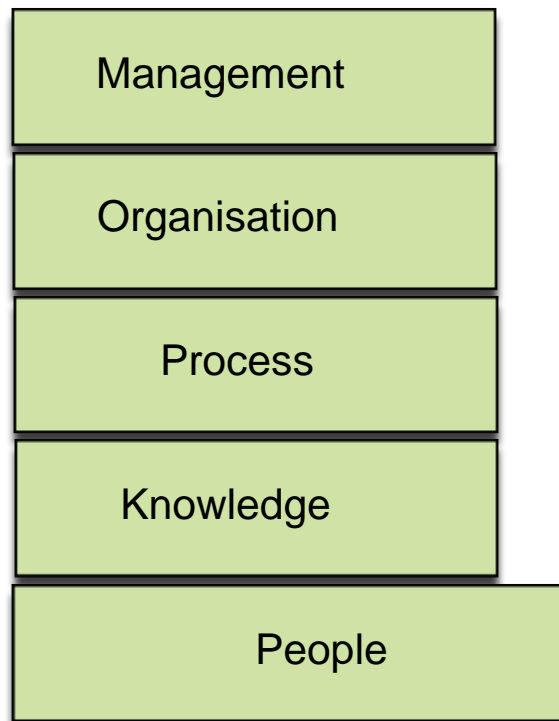 Management
Organisation
Process
Knowledge
People